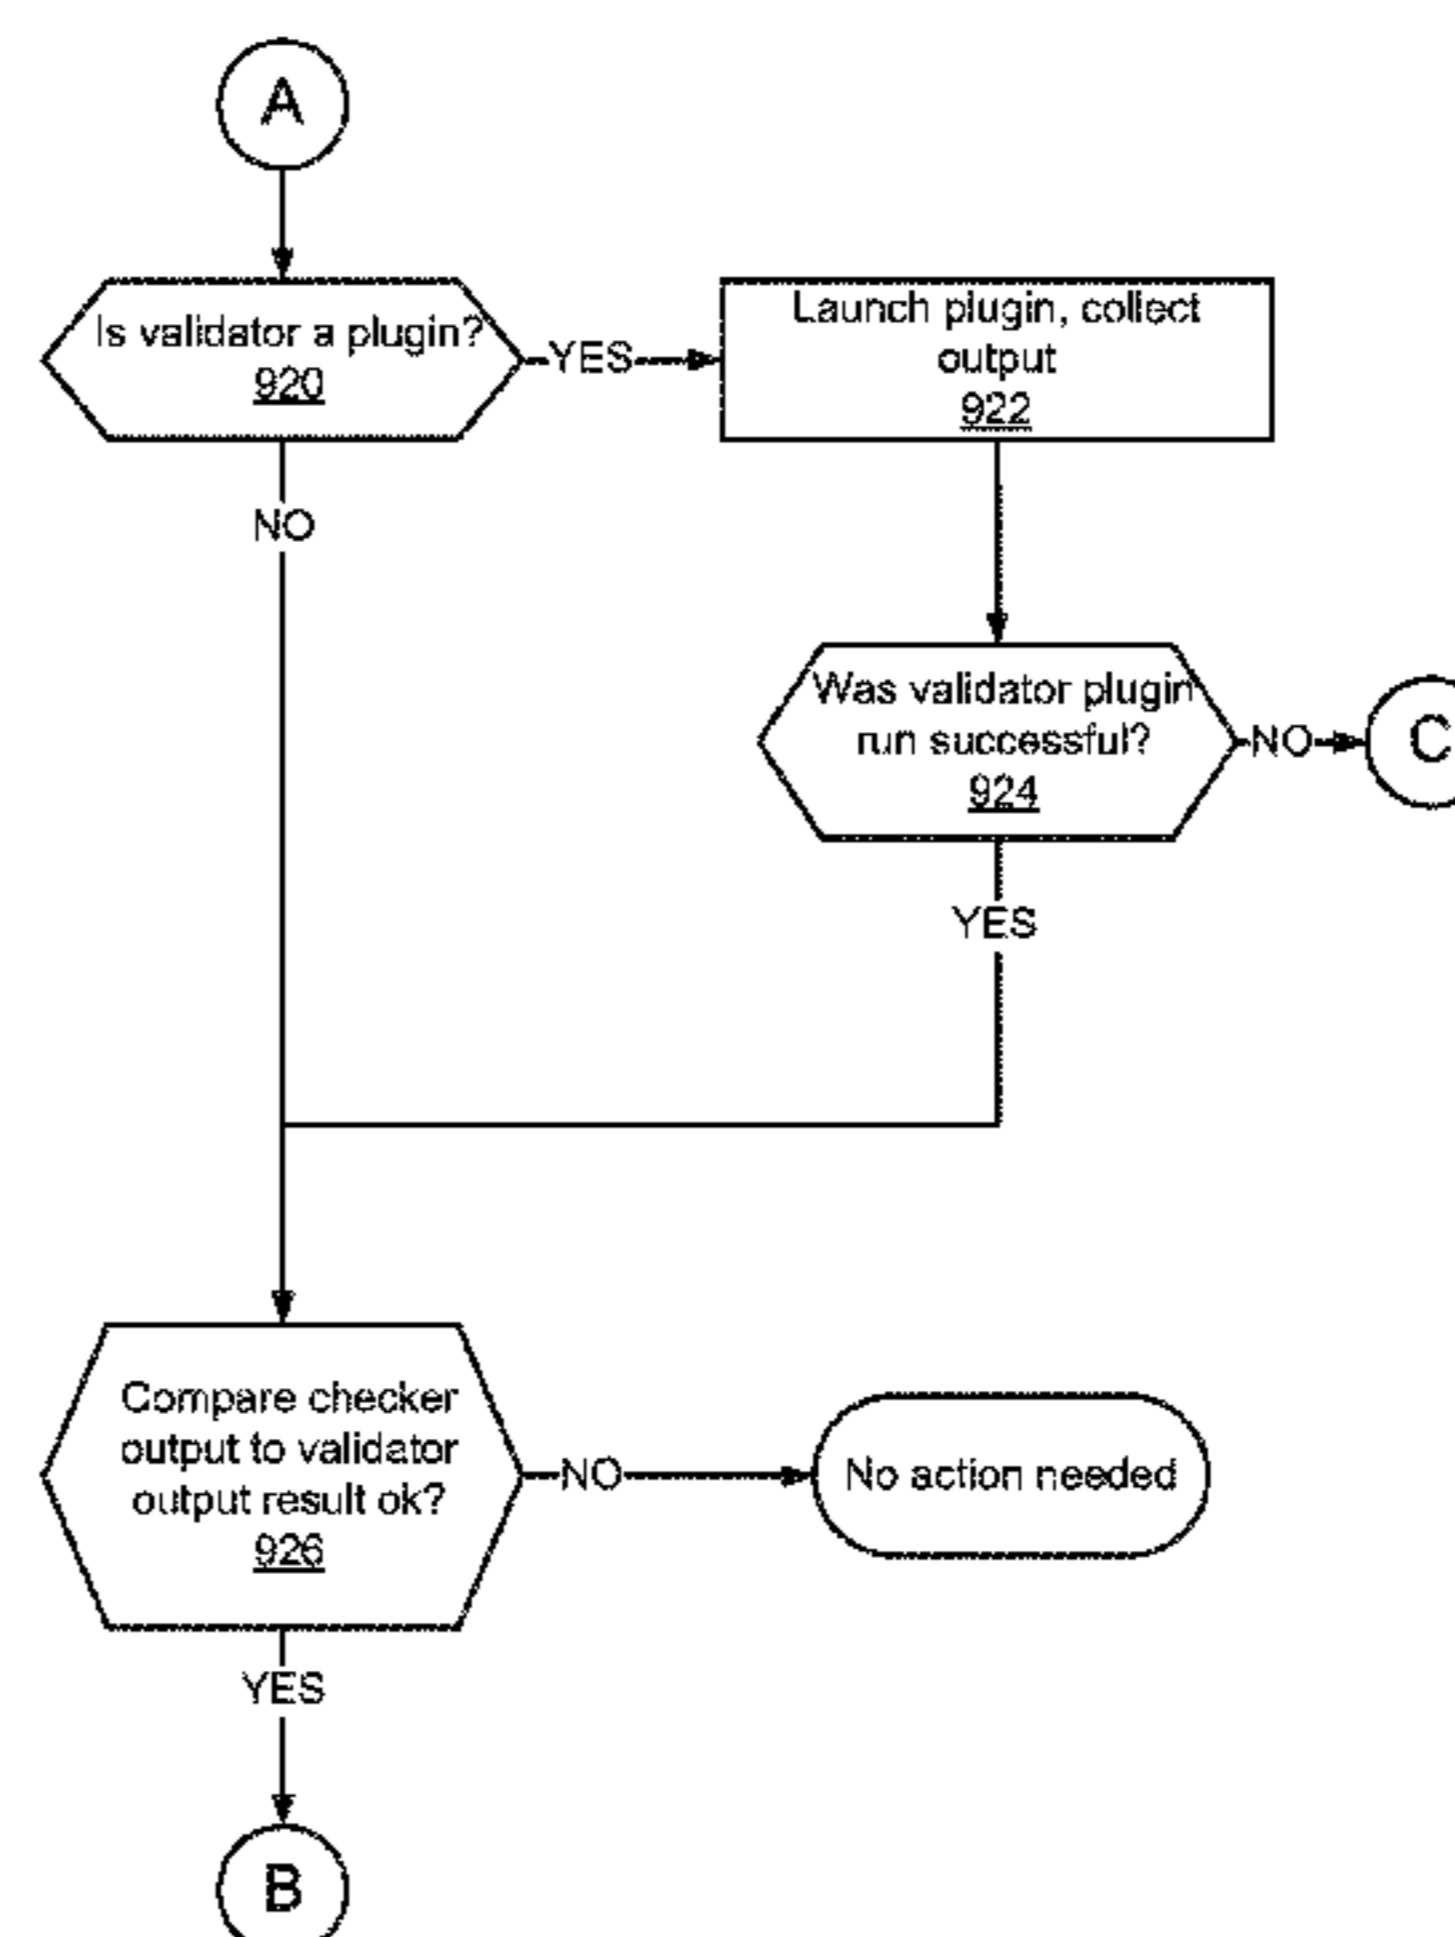 A
Is validator a plugin?
920
YES
Launch plugin, collect
output
922
NO
Was validator plugin
run successful?
924
NO
C
YES
Compare checker
output to validator
output result ok?
926
NO
No action needed
YES
B